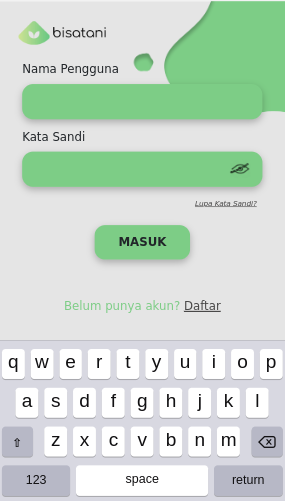 bisatani
Nama Pengguna
Kata Sandi
Lupa Kata Sandi?
MASUK
Belum punya akun? Daftar
q w e r t y u i o p
a s d f g h j k l
z x c v b n m
123 space return